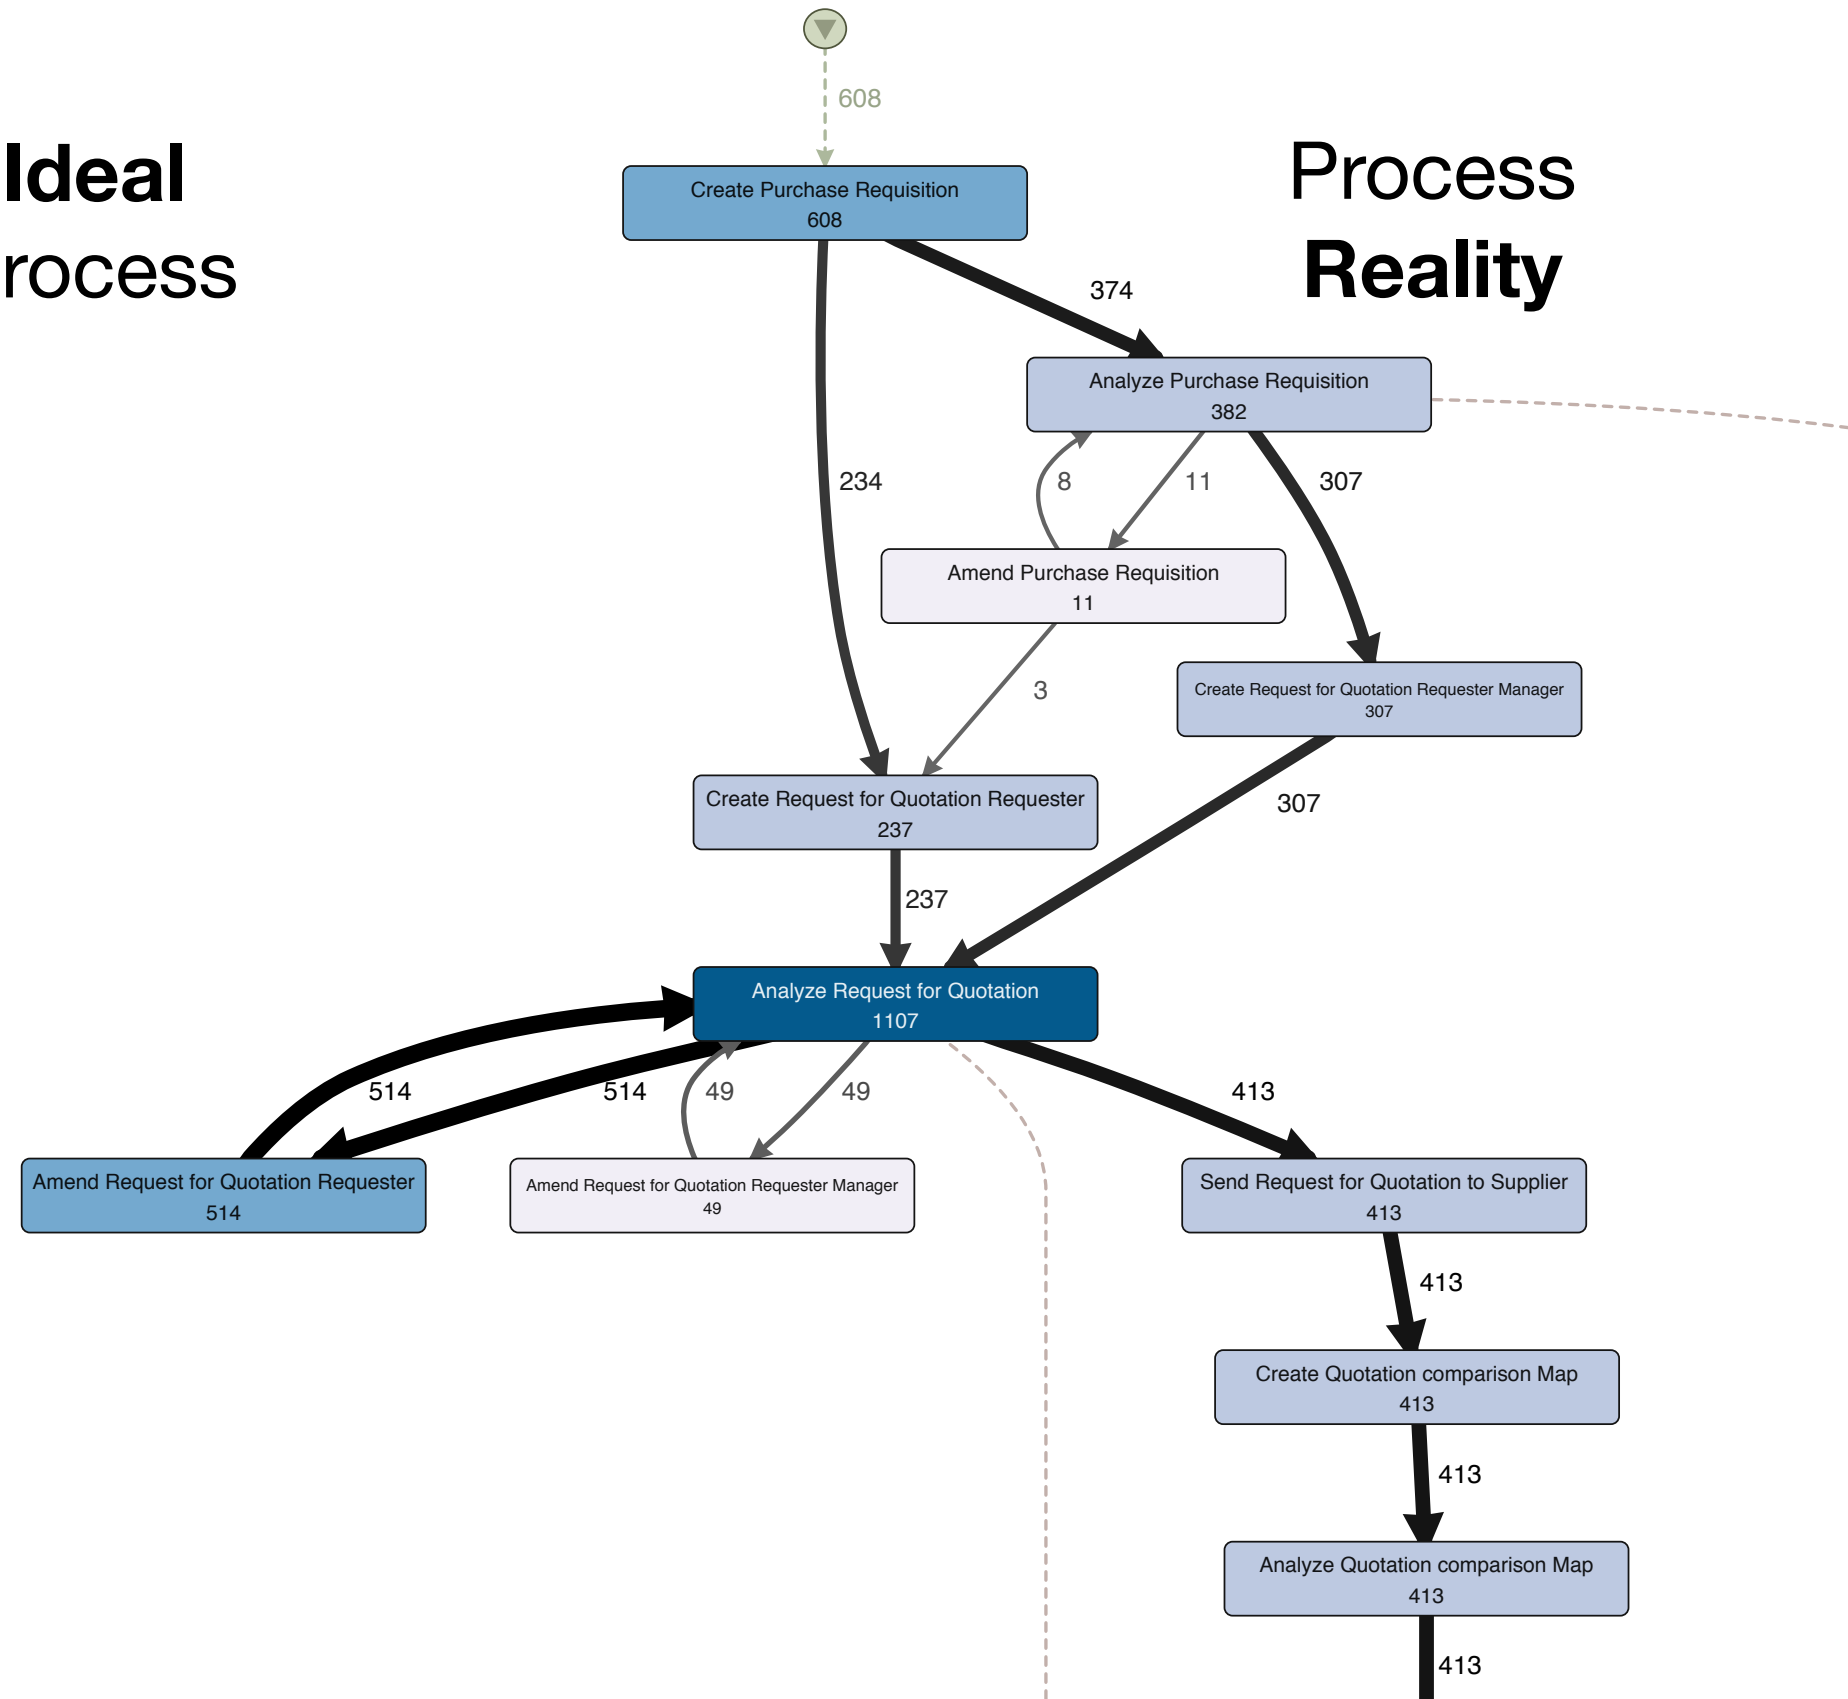 608
Ideal
rocess
Process
Reality
Create Purchase Requisition
608
374
Analyze Purchase Requisition
382
234
8
11
307
Amend Purchase Requisition
11
3
Create Request for Quotation Requester Manager
307
Create Request for Quotation Requester
237
307
237
Analyze Request for Quotation
1107
514
514
49
49
413
Amend Request for Quotation Requester
514
Amend Request for Quotation Requester Manager
49
Send Request for Quotation to Supplier
413
413
Create Quotation comparison Map
413
413
Analyze Quotation comparison Map
413
413